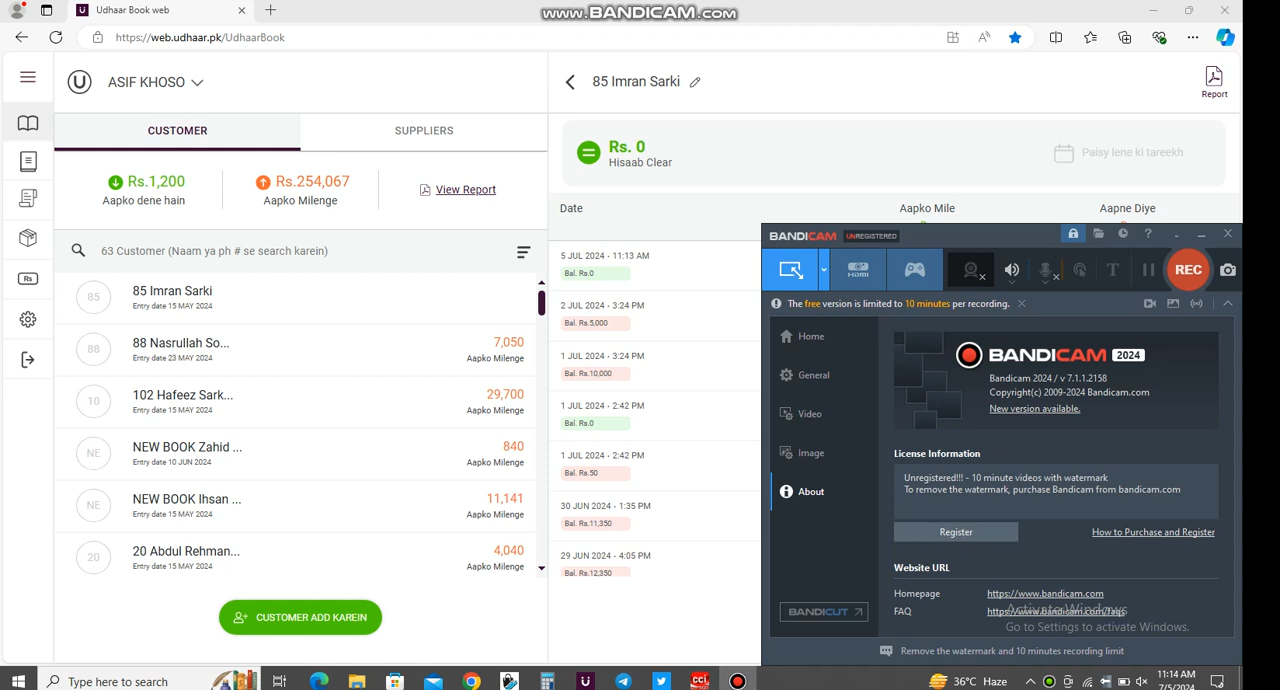 www.BANDICAM.com
Udhaar Book web
https://web.udhaar.pk/UdhaarBook
ASIF KHOSO
85 Imran Sarki
Report
CUSTOMER
SUPPLIERS
Rs. 0
Hisaab Clear
Paisy lene ki tareekh
Rs.1,200
Aapko dene hain
Rs.254,067
Aapko Milenge
View Report
Date
Aapko Mile
Aapne Diye
63 Customer (Naam ya ph # se search karein)
85
85 Imran Sarki
Entry date 15 MAY 2024
88
88 Nasrullah So...
Entry date 23 MAY 2024
7,050
Aapko Milenge
10
102 Hafeez Sark...
Entry date 15 MAY 2024
29,700
Aapko Milenge
NE
NEW BOOK Zahid ...
Entry date 10 JUN 2024
840
Aapko Milenge
NE
NEW BOOK Ihsan ...
Entry date 15 MAY 2024
11,141
Aapko Milenge
20
20 Abdul Rehman...
Entry date 15 MAY 2024
4,040
Aapko Milenge
CUSTOMER ADD KAREIN
5 JUL 2024 - 11:13 AM
Bal. Rs.0
2 JUL 2024 - 3:24 PM
Bal. Rs.5,000
1 JUL 2024 - 3:24 PM
Bal. Rs.10,000
1 JUL 2024 - 2:42 PM
Bal. Rs.0
1 JUL 2024 - 2:42 PM
Bal. Rs.50
30 JUN 2024 - 1:35 PM
Bal. Rs.11,350
29 JUN 2024 - 4:05 PM
Bal. Rs.12,350
BANDICAM UNREGISTERED
HDMI
REC
The free version is limited to 10 minutes per recording.
Home
General
Video
Image
About
BANDICUT
BANDICAM 2024
Bandicam 2024 / v 7.1.1.2158
Copyright(c) 2009-2024 Bandicam.com
New version available.
License Information
Unregistered!!! - 10 minute videos with watermark
To remove the watermark, purchase Bandicam from bandicam.com
Register
How to Purchase and Register
Website URL
Homepage
https://www.bandicam.com
FAQ
https://www.bandicam.com/faqs
Activate Windows
Go to Settings to activate Windows.
Remove the watermark and 10 minutes recording limit
Type here to search
36°C Haze
11:14 AM
7/5/2024